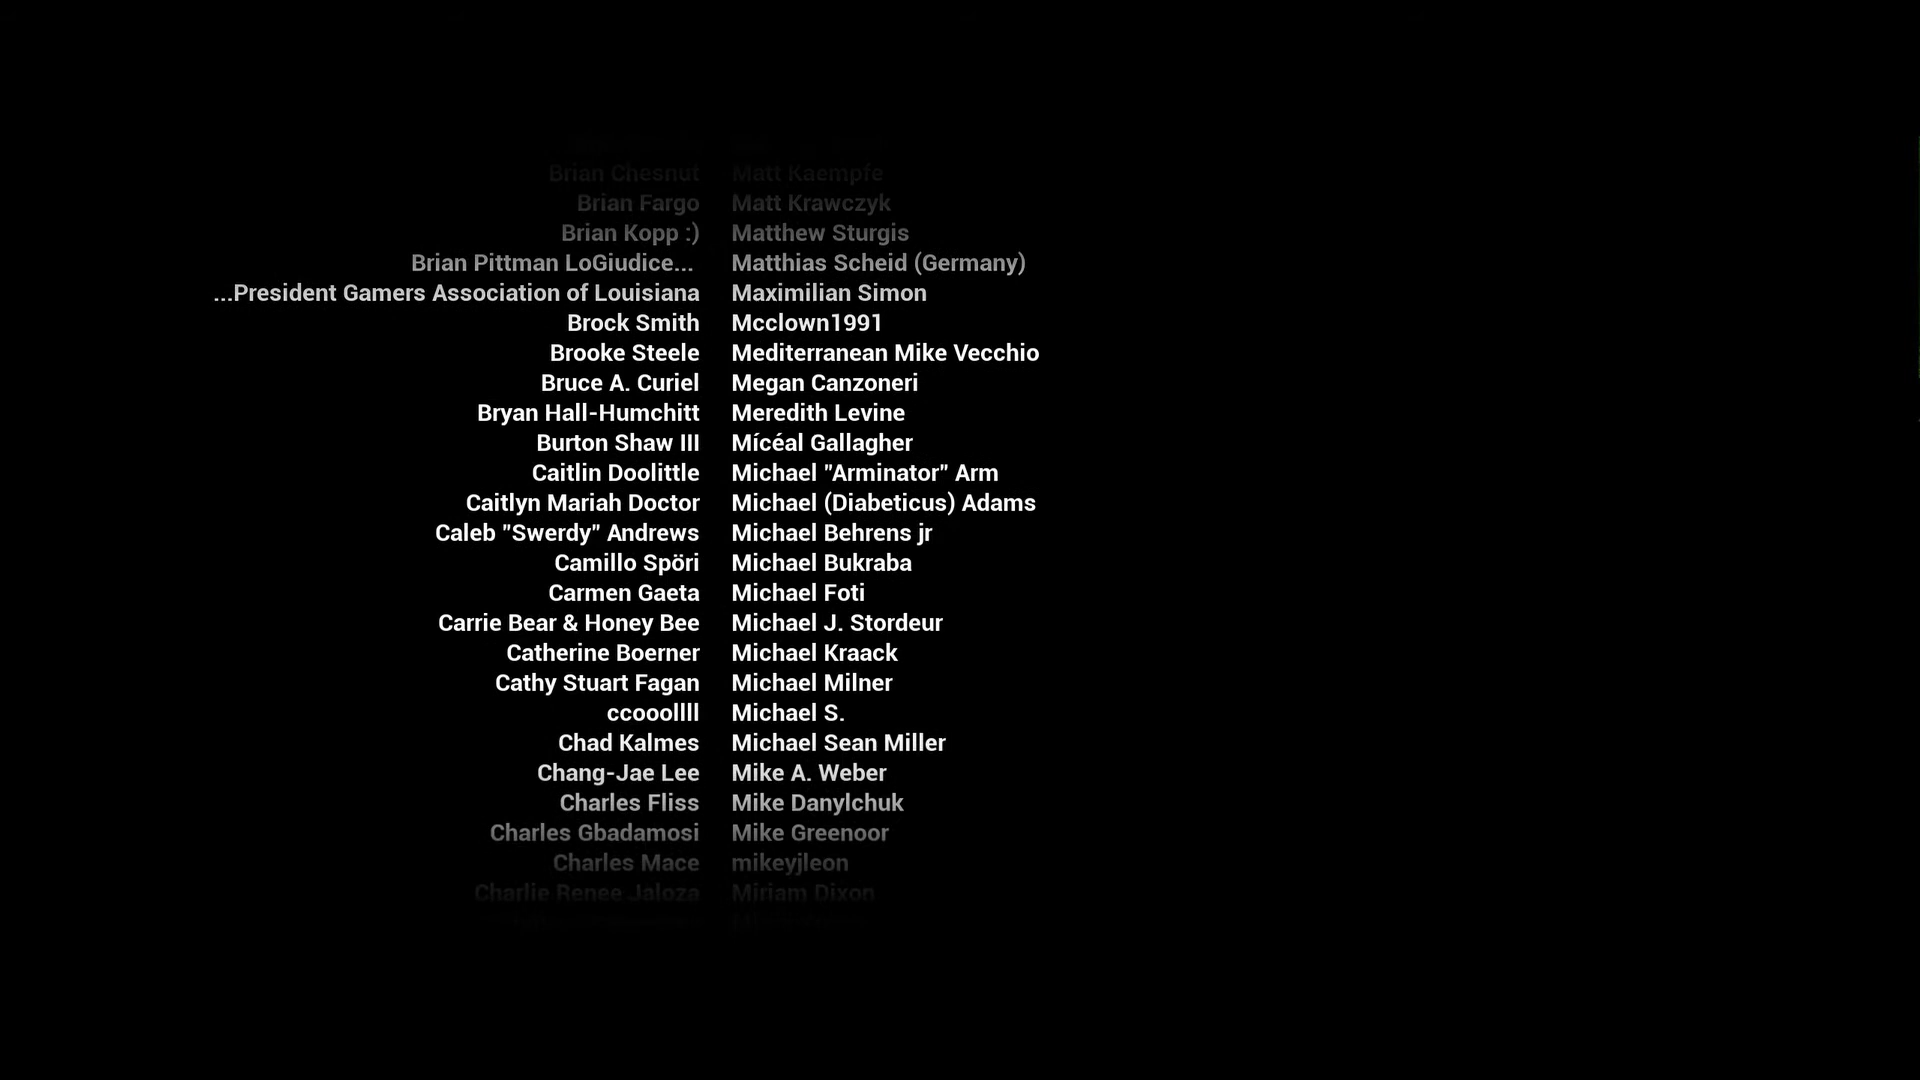 Brian Chesnut Matt Kaempfe
Brian Fargo Matt Krawczyk
Brian Kopp :) Matthew Sturgis
Brian Pittman LoGiudice... Matthias Scheid (Germany)
...President Gamers Association of Louisiana Maximilian Simon
Brock Smith Mcclown1991
Brooke Steele Mediterranean Mike Vecchio
Bruce A. Curiel Megan Canzoneri
Bryan Hall-Humchitt Meredith Levine
Burton Shaw III Mícéal Gallagher
Caitlin Doolittle Michael "Arminator" Arm
Caitlyn Mariah Doctor Michael (Diabeticus) Adams
Caleb "Swerdy" Andrews Michael Behrens jr
Camillo Spöri Michael Bukraba
Carmen Gaeta Michael Foti
Carrie Bear & Honey Bee Michael J. Stordeur
Catherine Boerner Michael Kraack
Cathy Stuart Fagan Michael Milner
ccooollll Michael S.
Chad Kalmes Michael Sean Miller
Chang-Jae Lee Mike A. Weber
Charles Fliss Mike Danylchuk
Charles Gbadamosi Mike Greenoor
Charles Mace mikeyjleon
Charlie Renee Jaloza Miriam Dixon